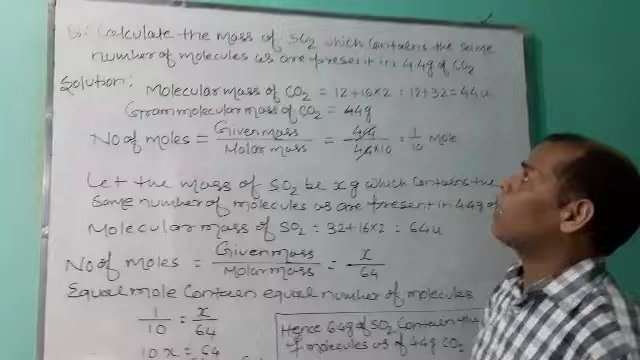 Q: Calculate the mass of SO2 which contains the same
number of molecules as are present in 4.4g of CO2
Solution: Molecular mass of CO2 = 12+16×2 = 12+32 = 44u
Gram molecular mass of CO2 = 44g
No of moles = Given mass / Molar mass = 44 / 44×10 = 1/10 mole
Let the mass of SO2 be xg which contains the
same number of molecules as are present in 4.4g of
Molecular mass of SO2 = 32+16×2 = 64u
No of moles = Given mass / Molar mass = x / 64
Equal mole contain equal number of molecules
1/10 = x/64
10x = 64
Hence 6.4g of SO2 contain the
of molecules as of 4.4g CO2